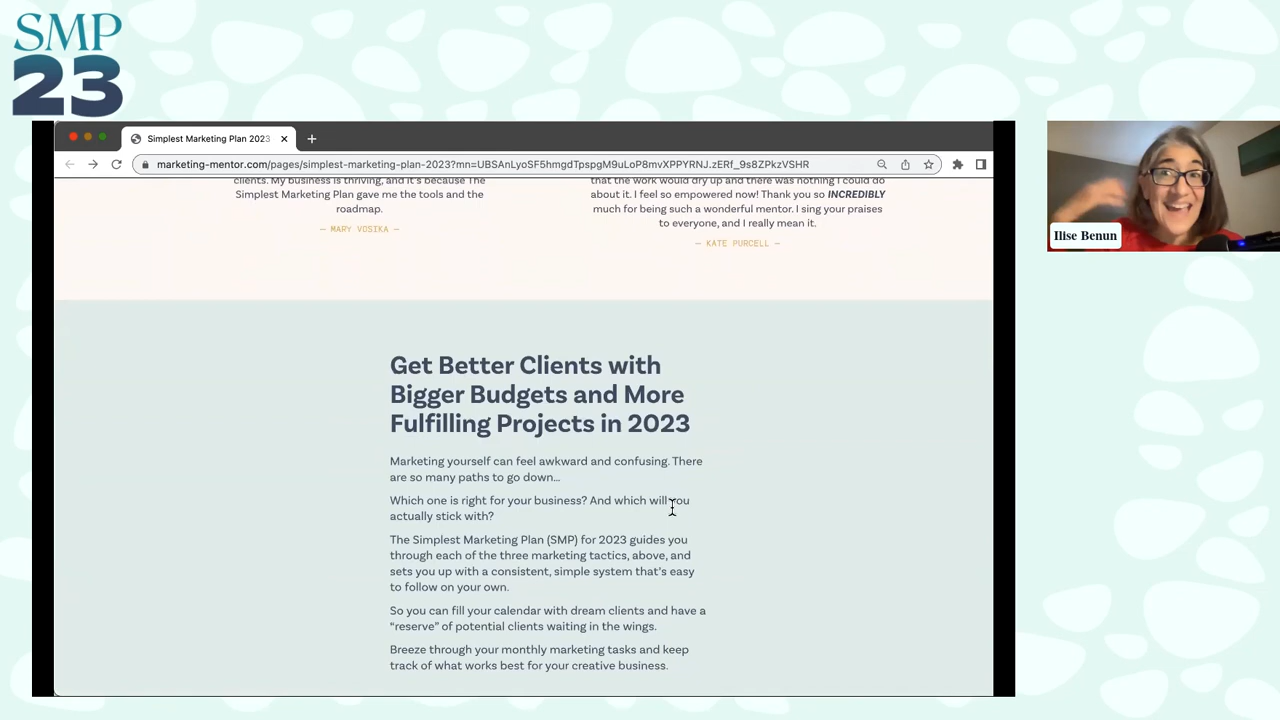 SMP
23
Simplest Marketing Plan 2023
marketing-mentor.com/pages/simplest-marketing-plan-2023?mn=UBSAnLyoSF5hmgdTpspgM9uLoP8mvXPPYRNJ.zERf_9s8ZPkzVSHR
clients. My business is thriving, and it's because The
Simplest Marketing Plan gave me the tools and the
roadmap.
— MARY VOSIKA —
that the work would dry up and there was nothing I could do
about it. I feel so empowered now! Thank you so INCREDIBLY
much for being such a wonderful mentor. I sing your praises
to everyone, and I really mean it.
— KATE PURCELL —
Ilise Benun
Get Better Clients with
Bigger Budgets and More
Fulfilling Projects in 2023
Marketing yourself can feel awkward and confusing. There
are so many paths to go down…
Which one is right for your business? And which will you
actually stick with?
The Simplest Marketing Plan (SMP) for 2023 guides you
through each of the three marketing tactics, above, and
sets you up with a consistent, simple system that's easy
to follow on your own.
So you can fill your calendar with dream clients and have a
“reserve” of potential clients waiting in the wings.
Breeze through your monthly marketing tasks and keep
track of what works best for your creative business.